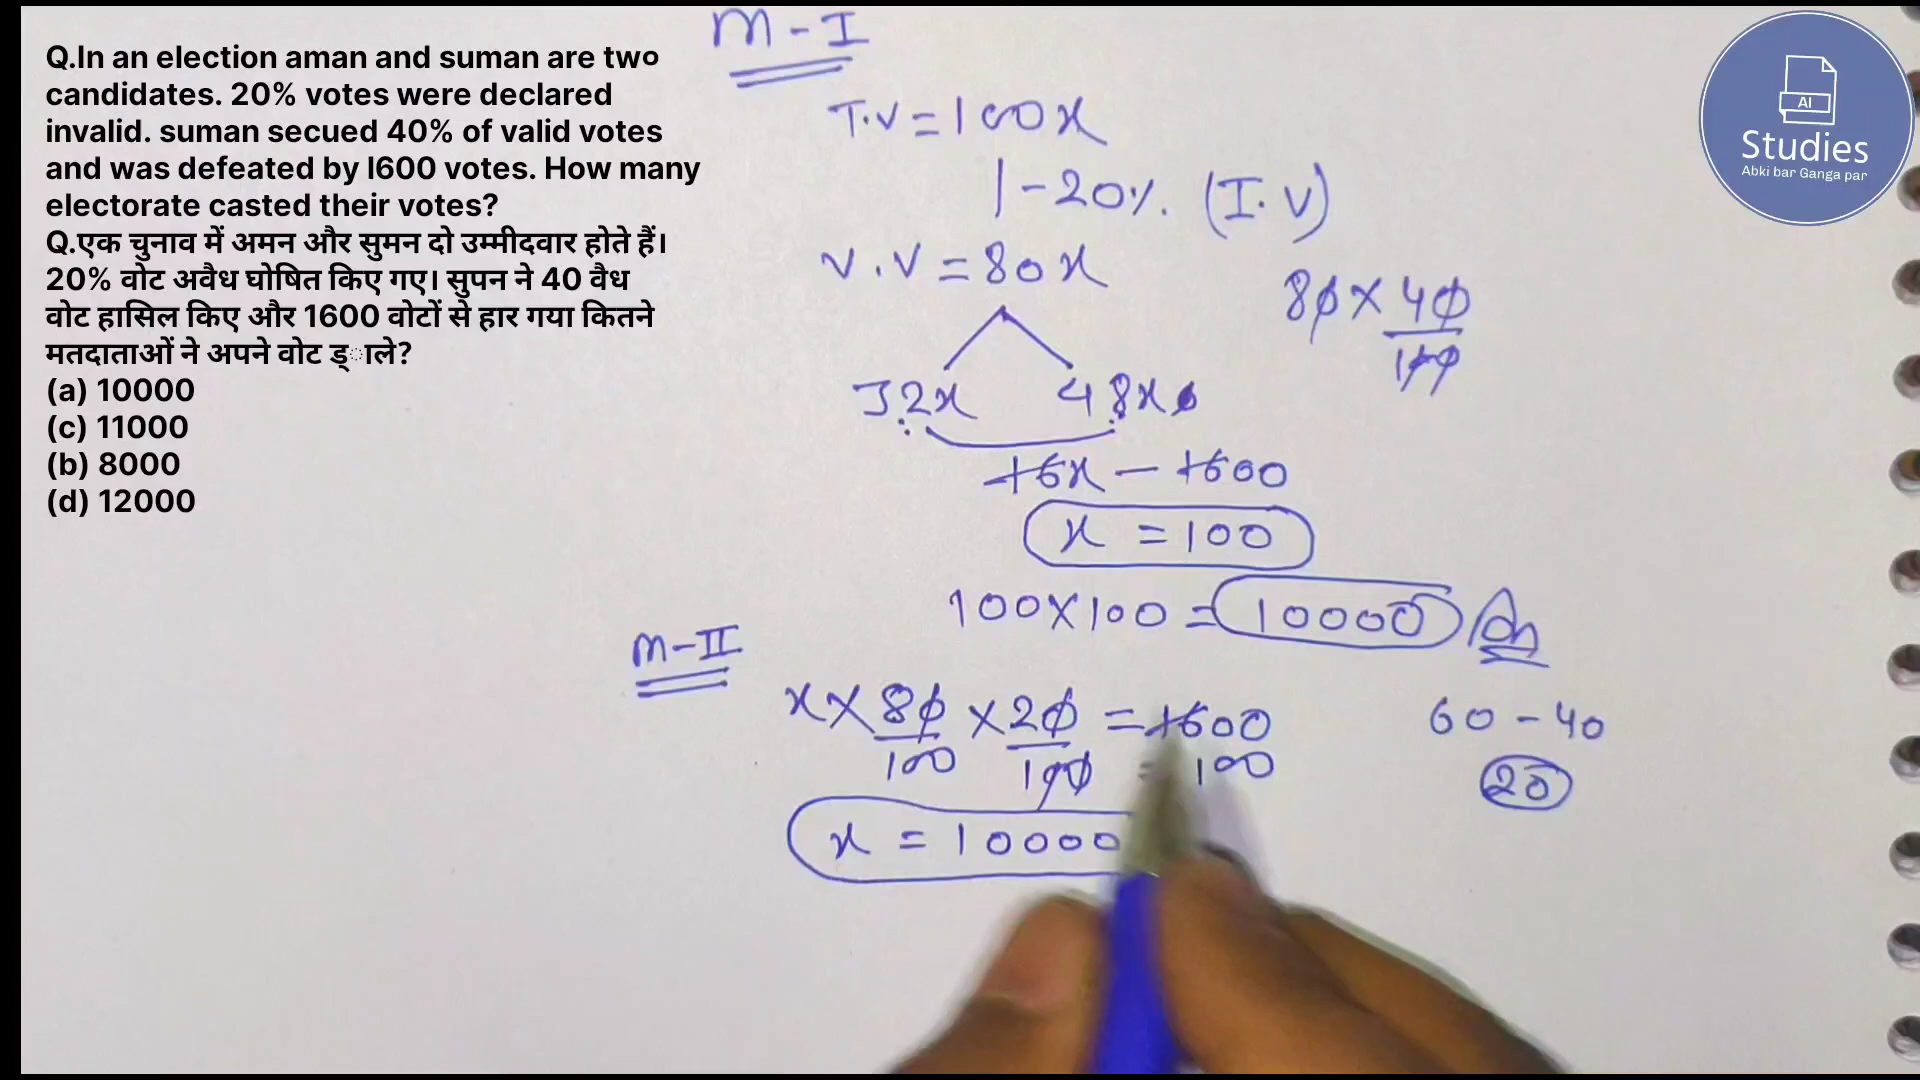 Q.In an election aman and suman are two
candidates. 20% votes were declared
invalid. suman secued 40% of valid votes
and was defeated by l600 votes. How many
electorate casted their votes?
Q.एक चुनाव में अमन और सुमन दो उम्मीदवार होते हैं।
20% वोट अवैध घोषित किए गए। सुपन ने 40 वैध
वोट हासिल किए और 1600 वोटों से हार गया कितने
मतदाताओं ने अपने वोट ड्ाले?
(a) 10000
(c) 11000
(b) 8000
(d) 12000
M-I
T.V=100x
|-20% (I.V)
V.V=80x
80×40
100
32x 48x
16x — 1600
x = 100
100×100 = 10000
M-II
x × 80 × 20 = 1600
100 100 = 100
60-40
20
x = 10000
AI
Studies
Abki bar Ganga par